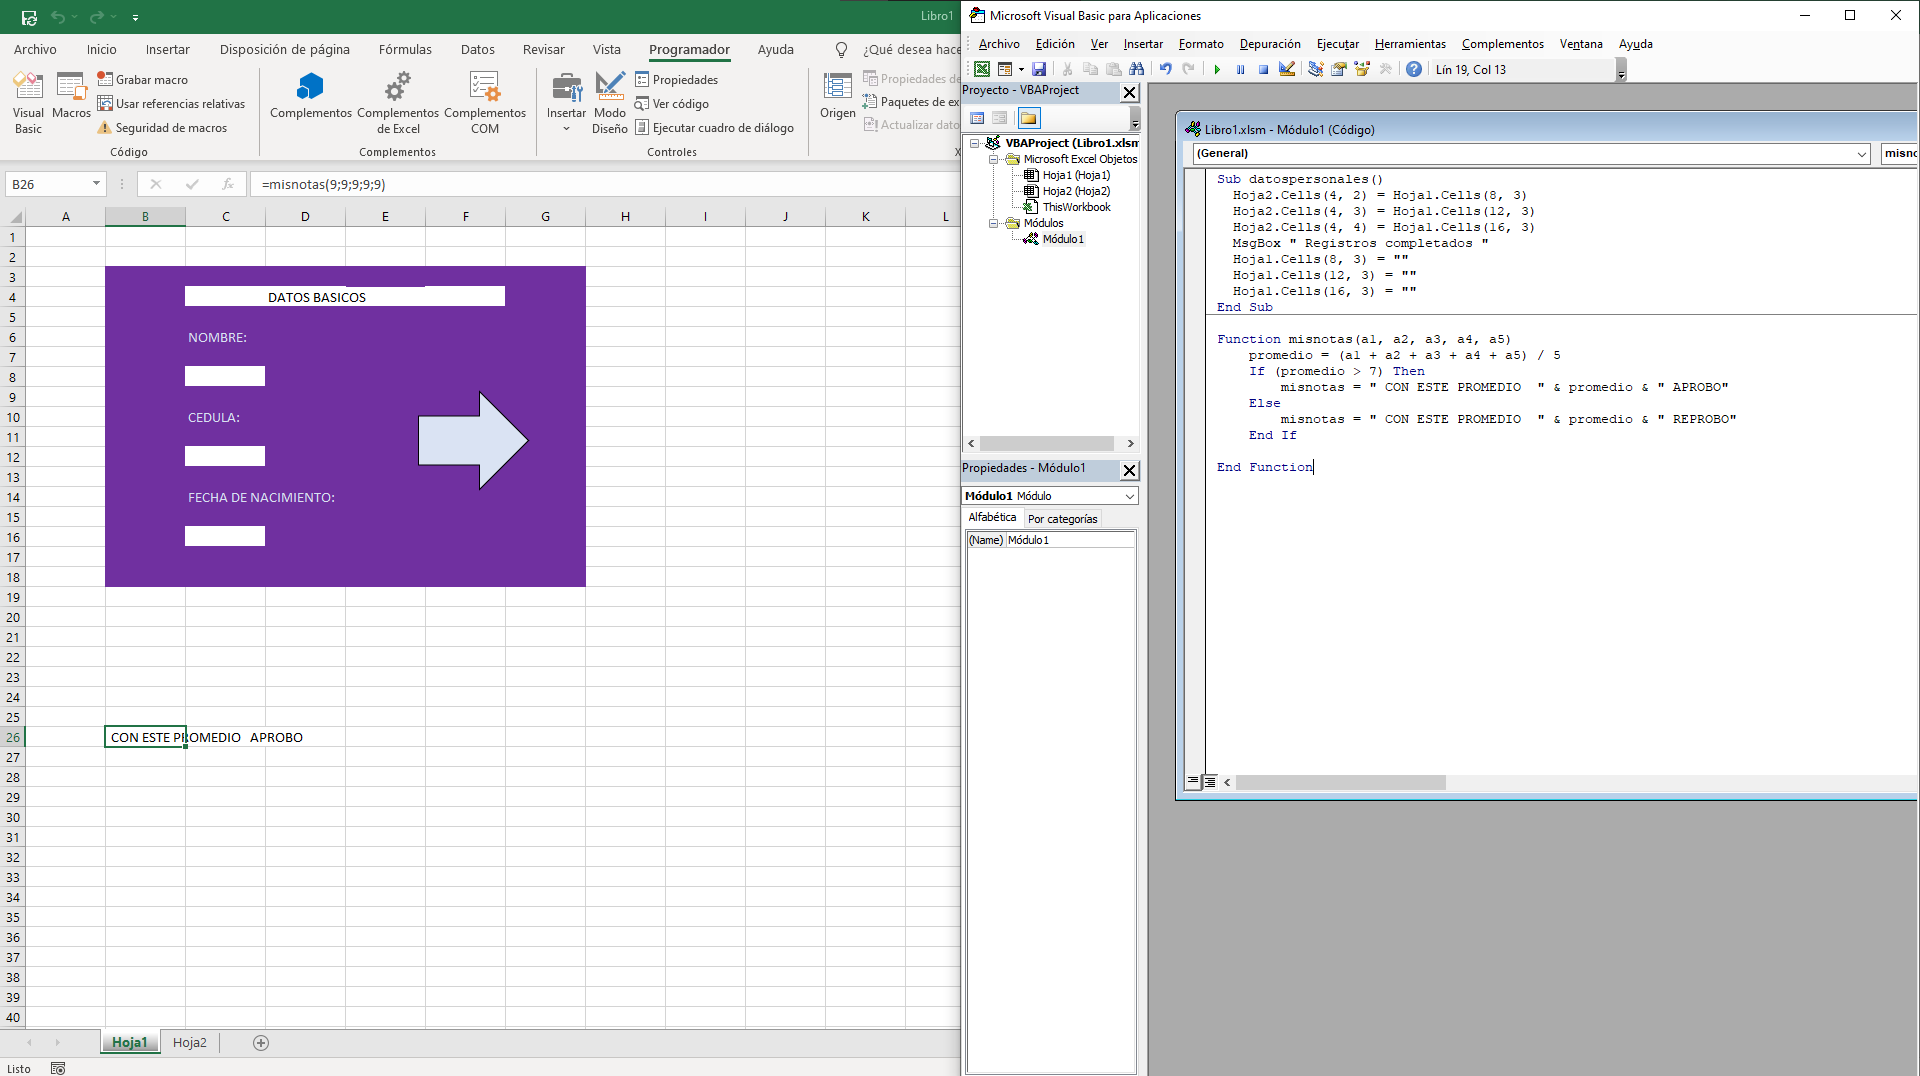 Libro1
Archivo Inicio Insertar Disposición de página Fórmulas Datos Revisar Vista Programador Ayuda ¿Qué desea hace
Visual Basic
Macros
Grabar macro
Usar referencias relativas
Seguridad de macros
Código
Complementos
Complementos de Excel
Complementos COM
Complementos
Insertar
Modo Diseño
Propiedades
Ver código
Ejecutar cuadro de diálogo
Controles
Origen
Propiedades de
Paquetes de ex
Actualizar dato
X
B26
fx
=misnotas(9;9;9;9;9)
A B C D E F G H I J K L
1
2
3
4 DATOS BASICOS
5
6 NOMBRE:
7
8
9
10 CEDULA:
11
12
13
14 FECHA DE NACIMIENTO:
15
16
17
18
19
20
21
22
23
24
25
26 CON ESTE PROMEDIO APROBO
27
28
29
30
31
32
33
34
35
36
37
38
39
40
Hoja1 Hoja2
Listo
Microsoft Visual Basic para Aplicaciones
Archivo Edición Ver Insertar Formato Depuración Ejecutar Herramientas Complementos Ventana Ayuda
Lín 19, Col 13
Proyecto - VBAProject
VBAProject (Libro1.xlsm
Microsoft Excel Objetos
Hoja1 (Hoja1)
Hoja2 (Hoja2)
ThisWorkbook
Módulos
Módulo1
Propiedades - Módulo1
Módulo1 Módulo
Alfabética Por categorías
(Name) Módulo1
Libro1.xlsm - Módulo1 (Código)
(General) misno
Sub datospersonales()
Hoja2.Cells(4, 2) = Hoja1.Cells(8, 3)
Hoja2.Cells(4, 3) = Hoja1.Cells(12, 3)
Hoja2.Cells(4, 4) = Hoja1.Cells(16, 3)
MsgBox " Registros completados "
Hoja1.Cells(8, 3) = ""
Hoja1.Cells(12, 3) = ""
Hoja1.Cells(16, 3) = ""
End Sub
Function misnotas(a1, a2, a3, a4, a5)
promedio = (a1 + a2 + a3 + a4 + a5) / 5
If (promedio > 7) Then
misnotas = " CON ESTE PROMEDIO  " & promedio & " APROBO"
Else
misnotas = " CON ESTE PROMEDIO  " & promedio & " REPROBO"
End If
End Function